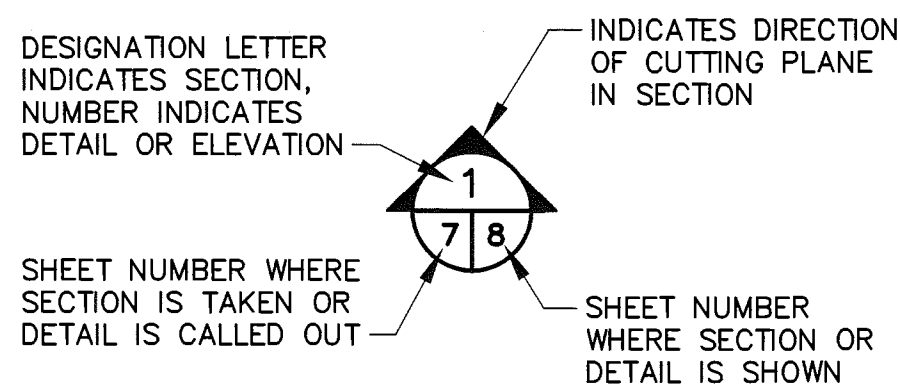 DESIGNATION LETTER
INDICATES SECTION,
NUMBER INDICATES
DETAIL OR ELEVATION
INDICATES DIRECTION
OF CUTTING PLANE
IN SECTION
1
7 8
SHEET NUMBER WHERE
SECTION IS TAKEN OR
DETAIL IS CALLED OUT
SHEET NUMBER
WHERE SECTION OR
DETAIL IS SHOWN